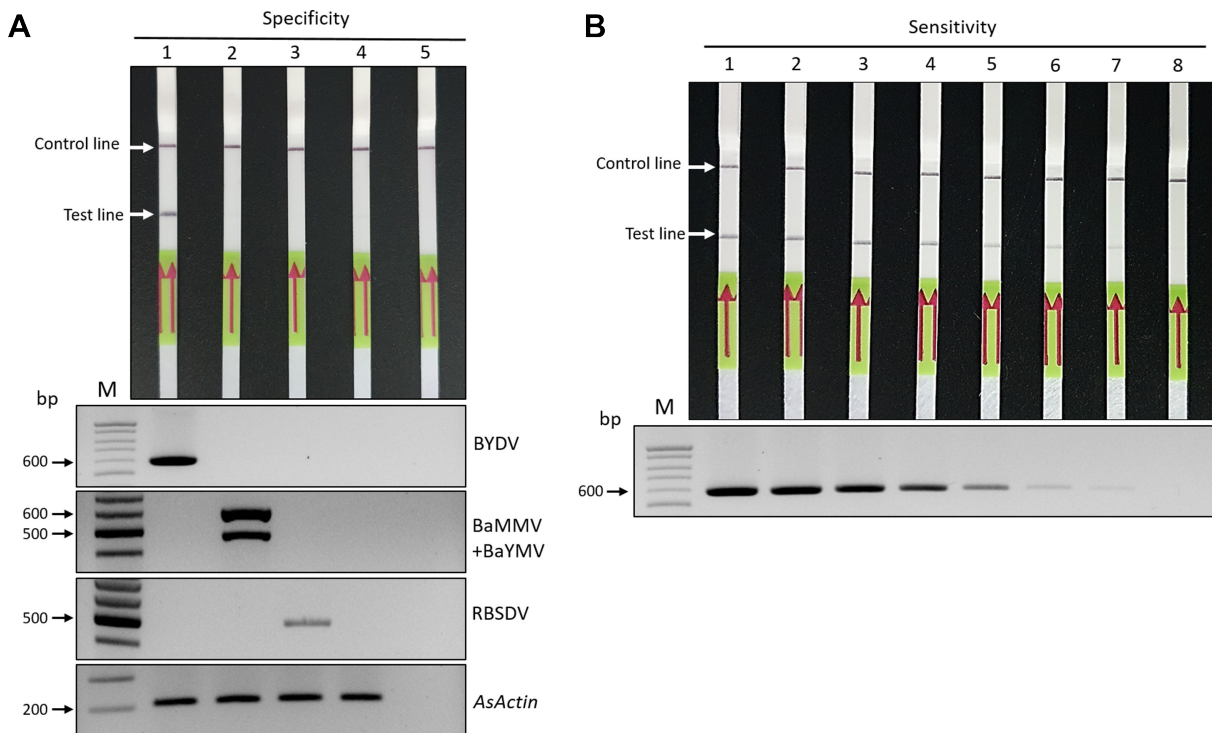 A
Specificity
1 2 3 4 5
Control line
Test line
bp
M
600
BYDV
600
500
BaMMV
+BaYMV
500
RBSDV
200
AsActin
B
Sensitivity
1 2 3 4 5 6 7 8
Control line
Test line
bp
M
600